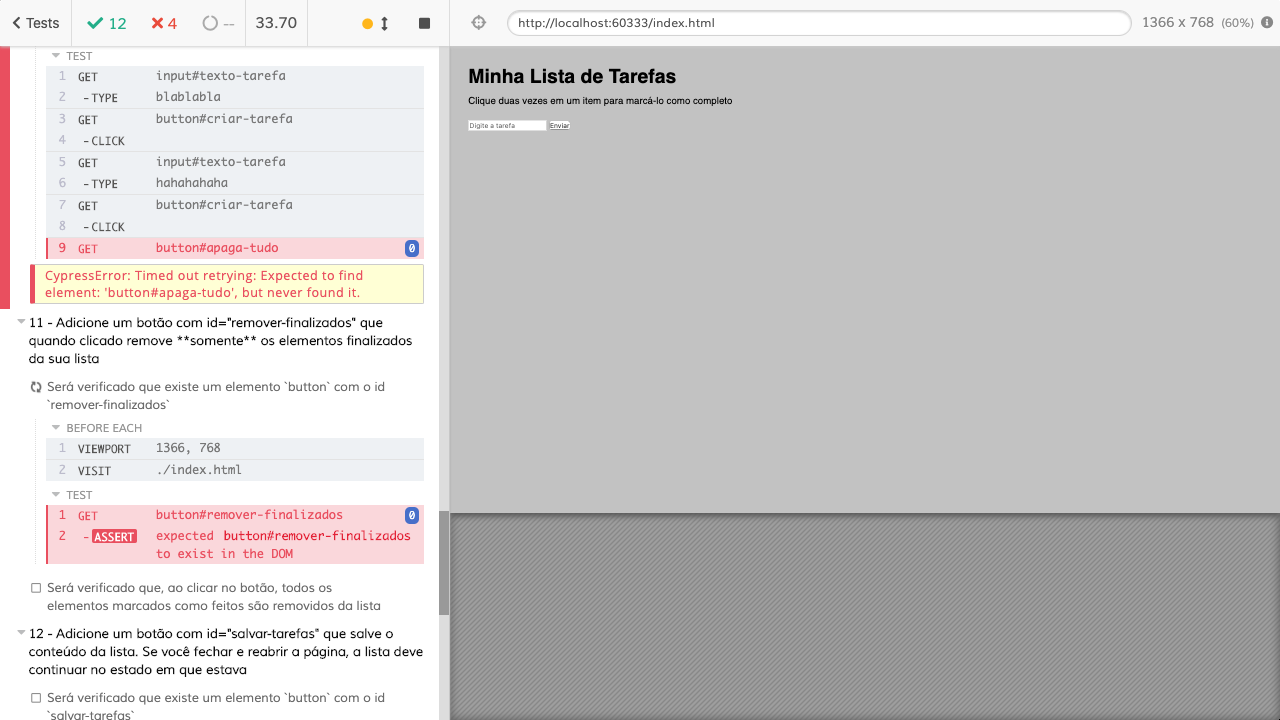 Tests
12
4
--
33.70
http://localhost:60333/index.html
1366 x 768 (60%)
TEST
1 GET input#texto-tarefa
2 -TYPE blablabla
3 GET button#criar-tarefa
4 -CLICK
5 GET input#texto-tarefa
6 -TYPE hahahahaha
7 GET button#criar-tarefa
8 -CLICK
9 GET button#apaga-tudo 0
CypressError: Timed out retrying: Expected to find
element: 'button#apaga-tudo', but never found it.
11 - Adicione um botão com id="remover-finalizados" que
quando clicado remove **somente** os elementos finalizados
da sua lista
Será verificado que existe um elemento `button` com o id
`remover-finalizados`
BEFORE EACH
1 VIEWPORT 1366, 768
2 VISIT ./index.html
TEST
1 GET button#remover-finalizados 0
2 -ASSERT expected button#remover-finalizados
to exist in the DOM
Será verificado que, ao clicar no botão, todos os
elementos marcados como feitos são removidos da lista
12 - Adicione um botão com id="salvar-tarefas" que salve o
conteúdo da lista. Se você fechar e reabrir a página, a lista deve
continuar no estado em que estava
Será verificado que existe um elemento `button` com o id
`salvar-tarefas`
Minha Lista de Tarefas
Clique duas vezes em um item para marcá-lo como completo
Digite a tarefa Enviar